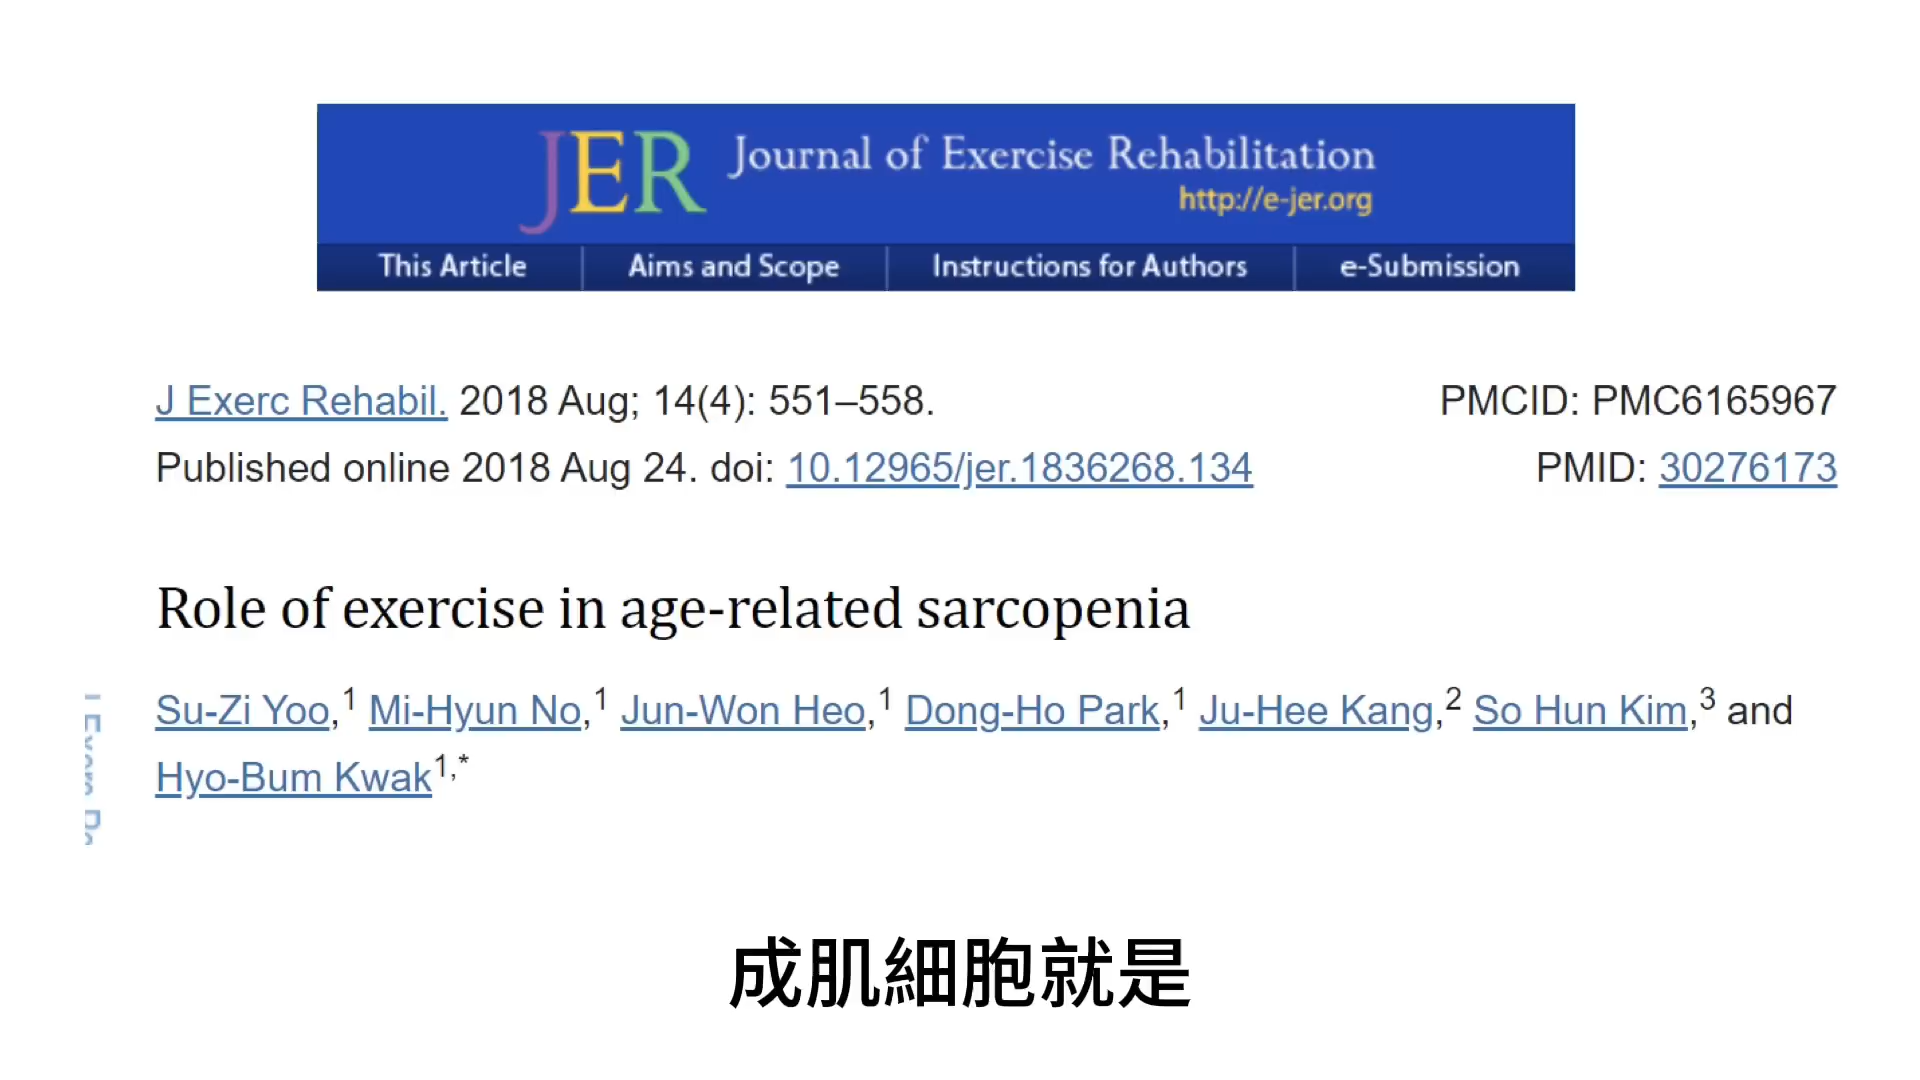 JER Journal of Exercise Rehabilitation
http://e-jer.org
This Article Aims and Scope Instructions for Authors e-Submission
J Exerc Rehabil. 2018 Aug; 14(4): 551–558. PMCID: PMC6165967
Published online 2018 Aug 24. doi: 10.12965/jer.1836268.134 PMID: 30276173
Role of exercise in age-related sarcopenia
Su-Zi Yoo,1 Mi-Hyun No,1 Jun-Won Heo,1 Dong-Ho Park,1 Ju-Hee Kang,2 So Hun Kim,3 and
Hyo-Bum Kwak1,*
成肌細胞就是